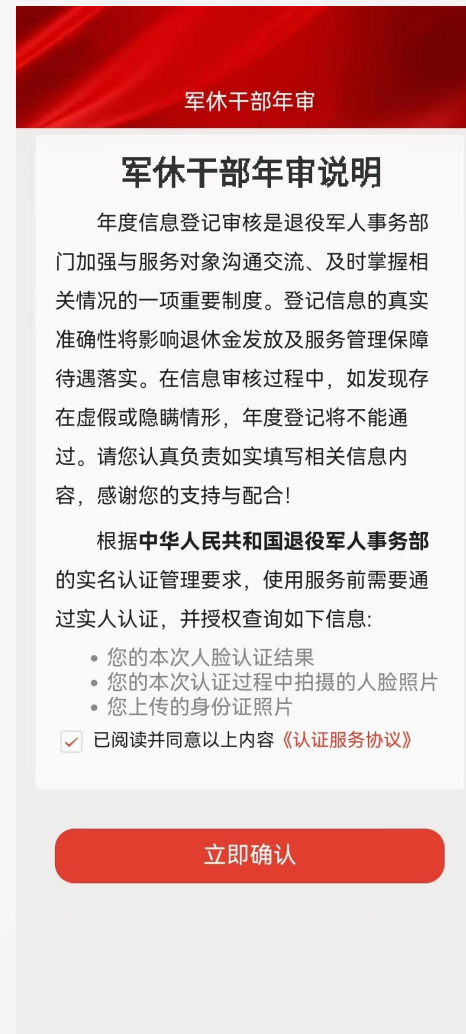 军休干部年审
军休干部年审说明
年度信息登记审核是退役军人事务部
门加强与服务对象沟通交流、及时掌握相
关情况的一项重要制度。登记信息的真实
准确性将影响退休金发放及服务管理保障
待遇落实。在信息审核过程中，如发现存
在虚假或隐瞒情形，年度登记将不能通
过。请您认真负责如实填写相关信息内
容，感谢您的支持与配合！
根据中华人民共和国退役军人事务部
的实名认证管理要求，使用服务前需要通
过实人认证，并授权查询如下信息:
• 您的本次人脸认证结果
• 您的本次认证过程中拍摄的人脸照片
• 您上传的身份证照片
已阅读并同意以上内容《认证服务协议》
立即确认